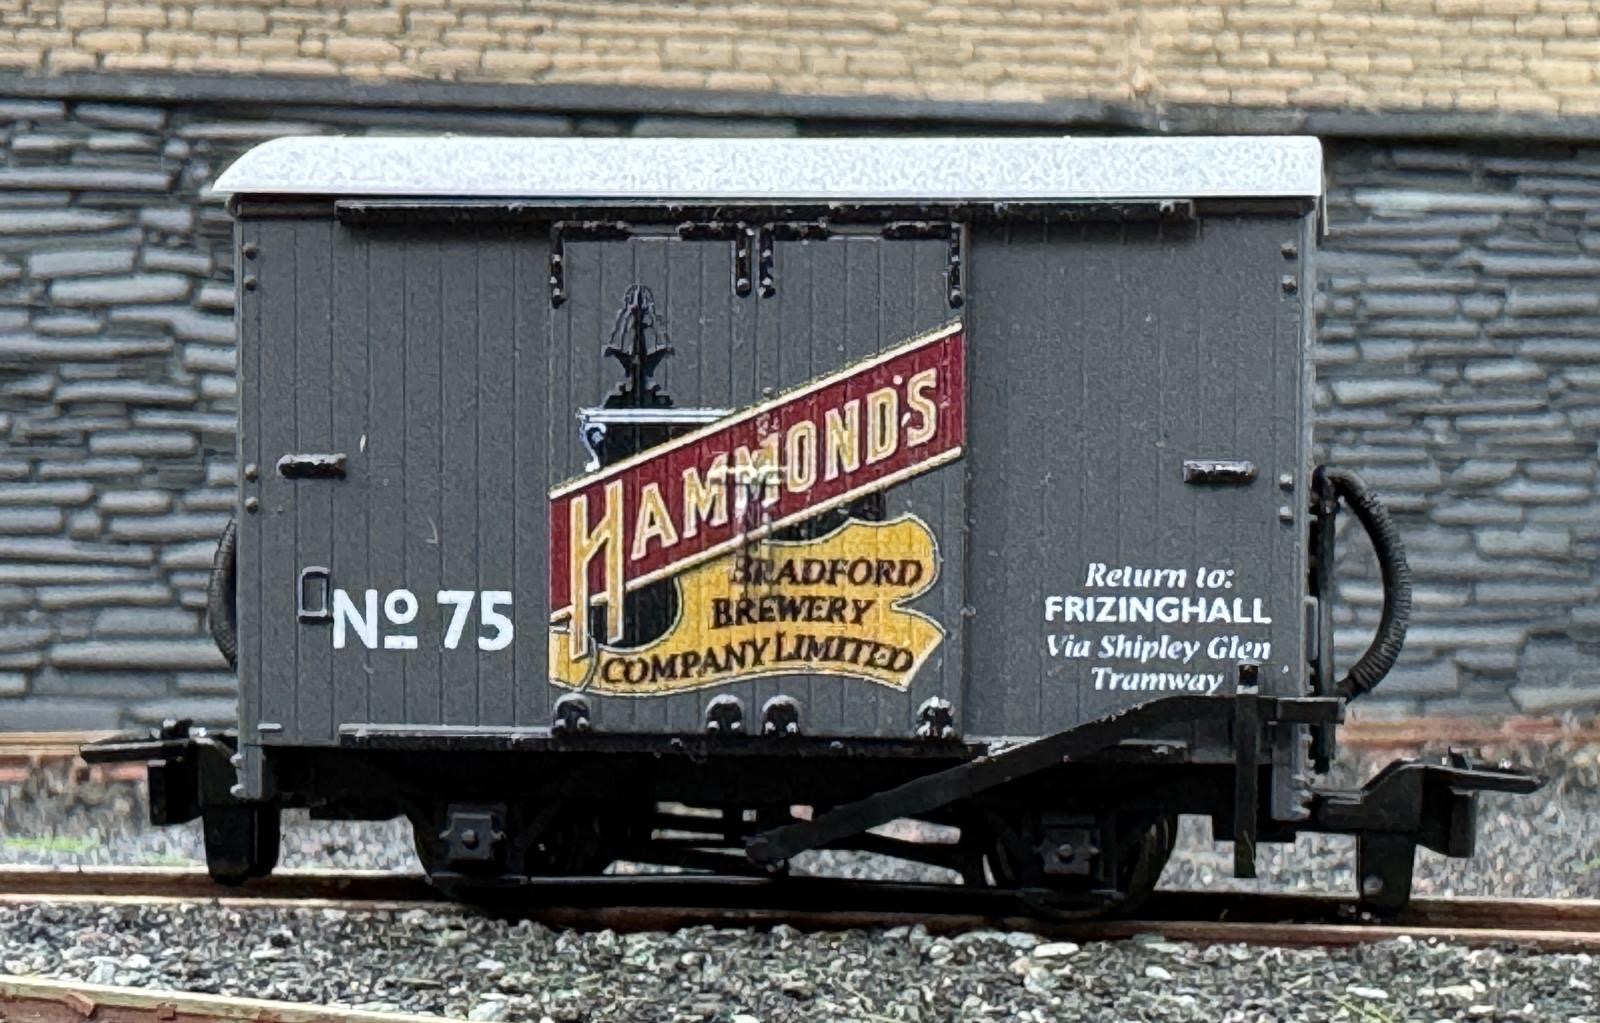 HAMMOND'S
BRADFORD
BREWERY
COMPANY LIMITED
No 75
Return to:
FRIZINGHALL
Via Shipley Glen
Tramway